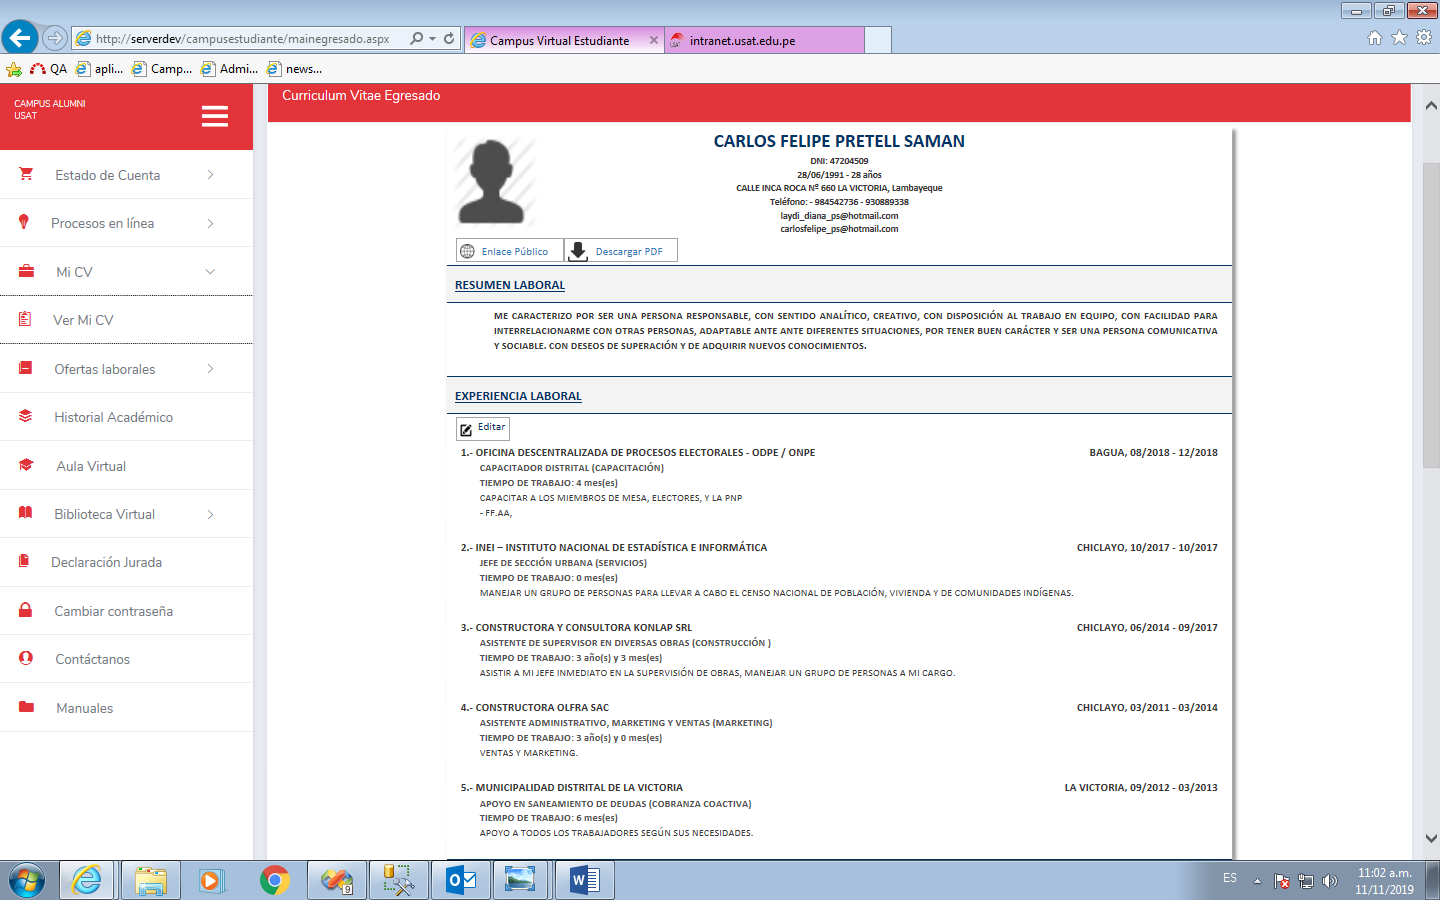 http://serverdev/campusestudiante/mainegresado.aspx
Campus Virtual Estudiante
intranet.usat.edu.pe
QA apli... Camp... Admi... news...
CAMPUS ALUMNI
USAT
Curriculum Vitae Egresado
Estado de Cuenta
Procesos en línea
Mi CV
Ver Mi CV
Ofertas laborales
Historial Académico
Aula Virtual
Biblioteca Virtual
Declaración Jurada
Cambiar contraseña
Contáctanos
Manuales
CARLOS FELIPE PRETELL SAMAN
DNI: 47204509
28/06/1991 - 28 años
CALLE INCA ROCA Nº 660 LA VICTORIA, Lambayeque
Teléfono: - 984542736 - 930889338
laydi_diana_ps@hotmail.com
carlosfelipe_ps@hotmail.com
Enlace Público Descargar PDF
RESUMEN LABORAL
ME CARACTERIZO POR SER UNA PERSONA RESPONSABLE, CON SENTIDO ANALÍTICO, CREATIVO, CON DISPOSICIÓN AL TRABAJO EN EQUIPO, CON FACILIDAD PARA
INTERRELACIONARME CON OTRAS PERSONAS, ADAPTABLE ANTE ANTE DIFERENTES SITUACIONES, POR TENER BUEN CARÁCTER Y SER UNA PERSONA COMUNICATIVA
Y SOCIABLE. CON DESEOS DE SUPERACIÓN Y DE ADQUIRIR NUEVOS CONOCIMIENTOS.
EXPERIENCIA LABORAL
Editar
1.- OFICINA DESCENTRALIZADA DE PROCESOS ELECTORALES - ODPE / ONPE BAGUA, 08/2018 - 12/2018
CAPACITADOR DISTRITAL (CAPACITACIÓN)
TIEMPO DE TRABAJO: 4 mes(es)
CAPACITAR A LOS MIEMBROS DE MESA, ELECTORES, Y LA PNP
- FF.AA,
2.- INEI – INSTITUTO NACIONAL DE ESTADÍSTICA E INFORMÁTICA CHICLAYO, 10/2017 - 10/2017
JEFE DE SECCIÓN URBANA (SERVICIOS)
TIEMPO DE TRABAJO: 0 mes(es)
MANEJAR UN GRUPO DE PERSONAS PARA LLEVAR A CABO EL CENSO NACIONAL DE POBLACIÓN, VIVIENDA Y DE COMUNIDADES INDÍGENAS.
3.- CONSTRUCTORA Y CONSULTORA KONLAP SRL CHICLAYO, 06/2014 - 09/2017
ASISTENTE DE SUPERVISOR EN DIVERSAS OBRAS (CONSTRUCCIÓN )
TIEMPO DE TRABAJO: 3 año(s) y 3 mes(es)
ASISTIR A MI JEFE INMEDIATO EN LA SUPERVISIÓN DE OBRAS, MANEJAR UN GRUPO DE PERSONAS A MI CARGO.
4.- CONSTRUCTORA OLFRA SAC CHICLAYO, 03/2011 - 03/2014
ASISTENTE ADMINISTRATIVO, MARKETING Y VENTAS (MARKETING)
TIEMPO DE TRABAJO: 3 año(s) y 0 mes(es)
VENTAS Y MARKETING.
5.- MUNICIPALIDAD DISTRITAL DE LA VICTORIA LA VICTORIA, 09/2012 - 03/2013
APOYO EN SANEAMIENTO DE DEUDAS (COBRANZA COACTIVA)
TIEMPO DE TRABAJO: 6 mes(es)
APOYO A TODOS LOS TRABAJADORES SEGÚN SUS NECESIDADES.
ES
11:02 a.m.
11/11/2019